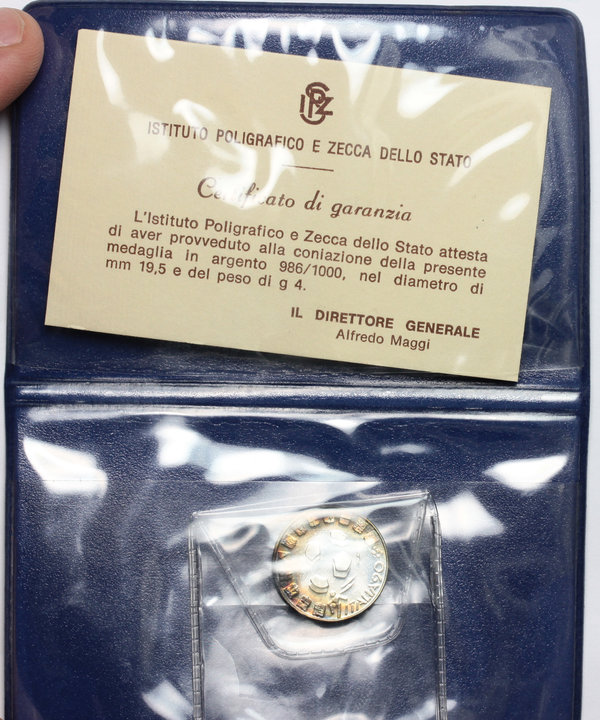 IPZS
ISTITUTO POLIGRAFICO E ZECCA DELLO STATO
Certificato di garanzia
L'Istituto Poligrafico e Zecca dello Stato attesta
di aver provveduto alla coniazione della presente
medaglia in argento 986/1000, nel diametro di
mm 19,5 e del peso di g 4.
IL DIRETTORE GENERALE
Alfredo Maggi
ITALIA90